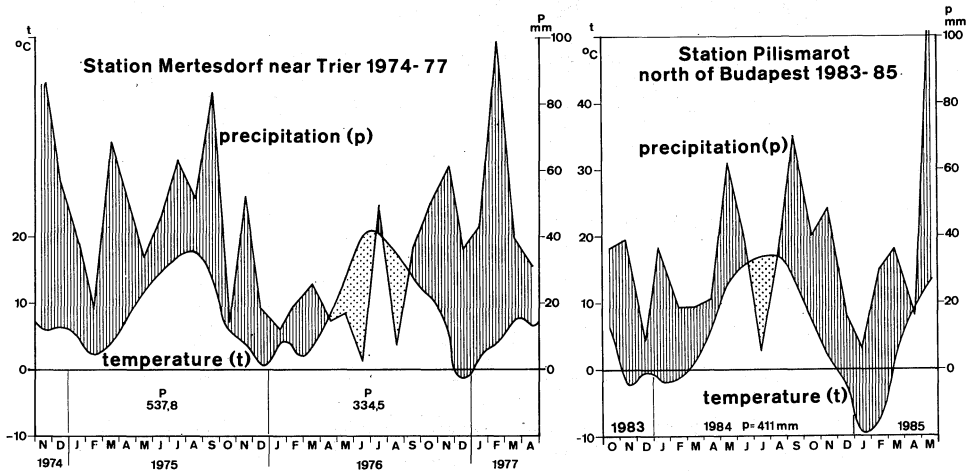 t
°C
P
mm
Station Mertesdorf near Trier 1974-77
precipitation (p)
temperature (t)
100
80
60
40
20
0
20
10
0
-10
P
537,8
P
334,5
N D J F M A M J J A S O N D J F M A M J J A S O N D J F M A
1974 1975 1976 1977
t
°C
p
mm
Station Pilismarot
north of Budapest 1983-85
precipitation(p)
temperature (t)
100
80
60
40
20
0
40
30
20
10
0
-10
1983 1984 p=411mm 1985
O N D J F M A M J J A S O N D J F M A M